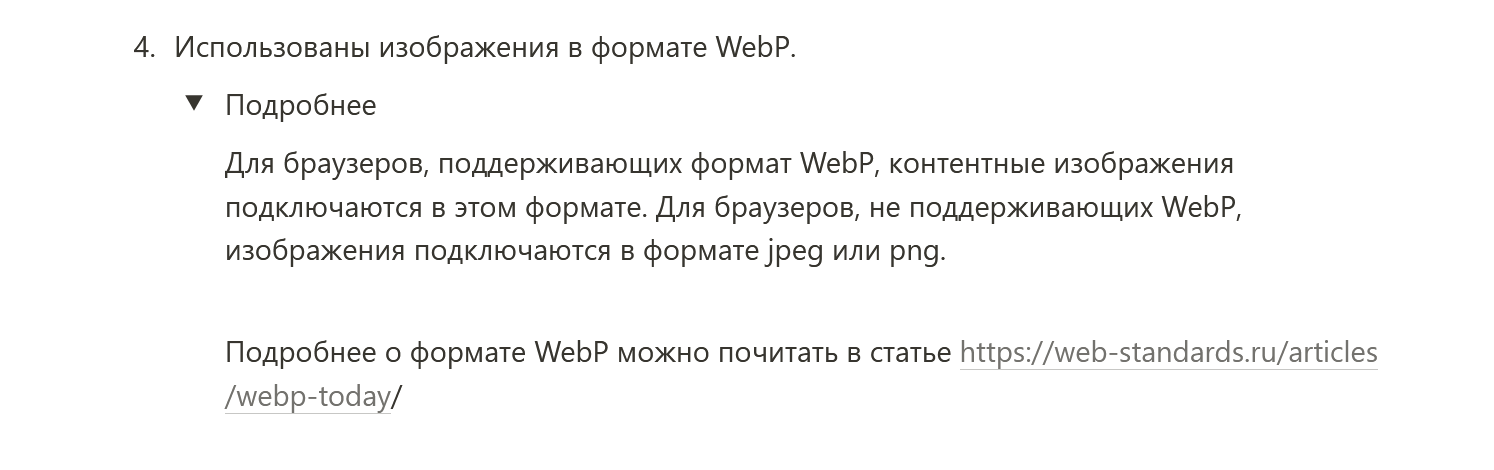 4. Использованы изображения в формате WebP.
▼ Подробнее
Для браузеров, поддерживающих формат WebP, контентные изображения
подключаются в этом формате. Для браузеров, не поддерживающих WebP,
изображения подключаются в формате jpeg или png.
Подробнее о формате WebP можно почитать в статье https://web-standards.ru/articles
/webp-today/